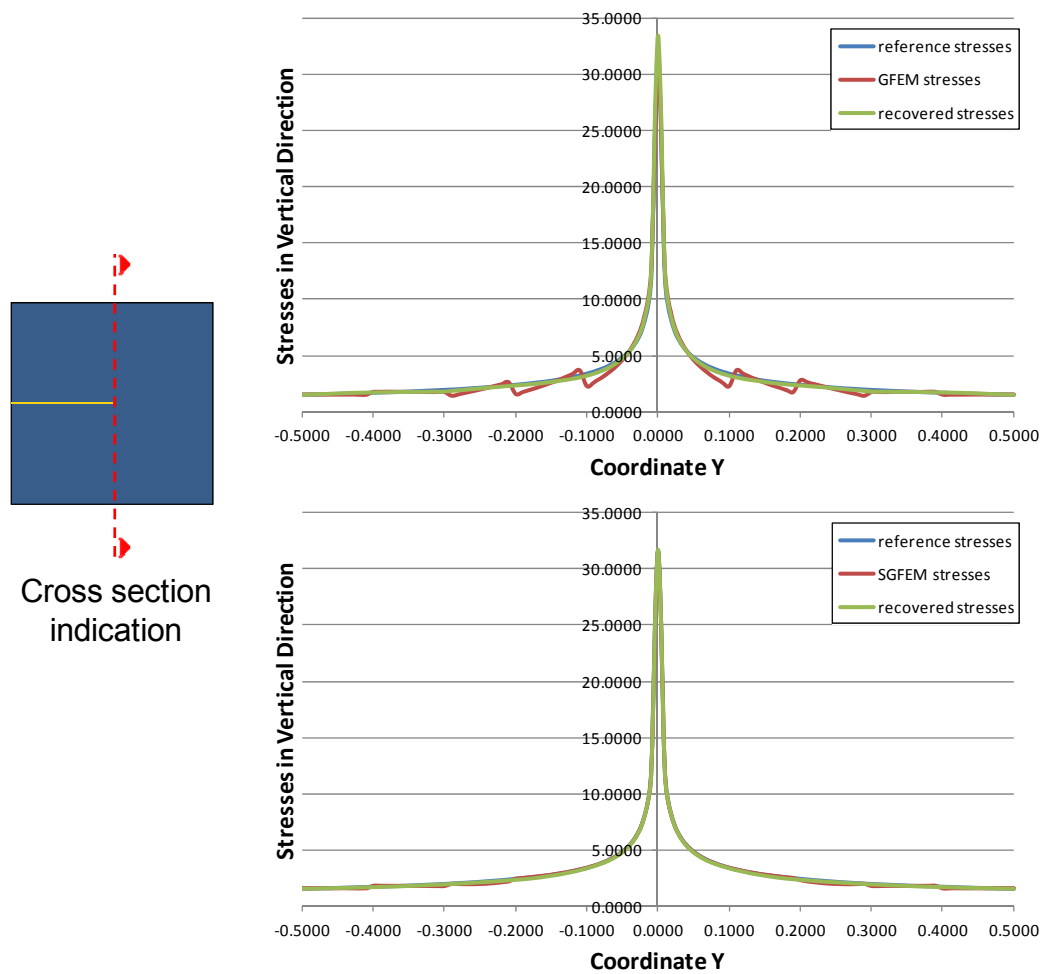 Cross section
indication
Stresses in Vertical Direction
35.0000
30.0000
25.0000
20.0000
15.0000
10.0000
5.0000
0.0000
reference stresses
GFEM stresses
recovered stresses
-0.5000 -0.4000 -0.3000 -0.2000 -0.1000 0.0000 0.1000 0.2000 0.3000 0.4000 0.5000
Coordinate Y
Stresses in Vertical Direction
35.0000
30.0000
25.0000
20.0000
15.0000
10.0000
5.0000
0.0000
reference stresses
SGFEM stresses
recovered stresses
-0.5000 -0.4000 -0.3000 -0.2000 -0.1000 0.0000 0.1000 0.2000 0.3000 0.4000 0.5000
Coordinate Y